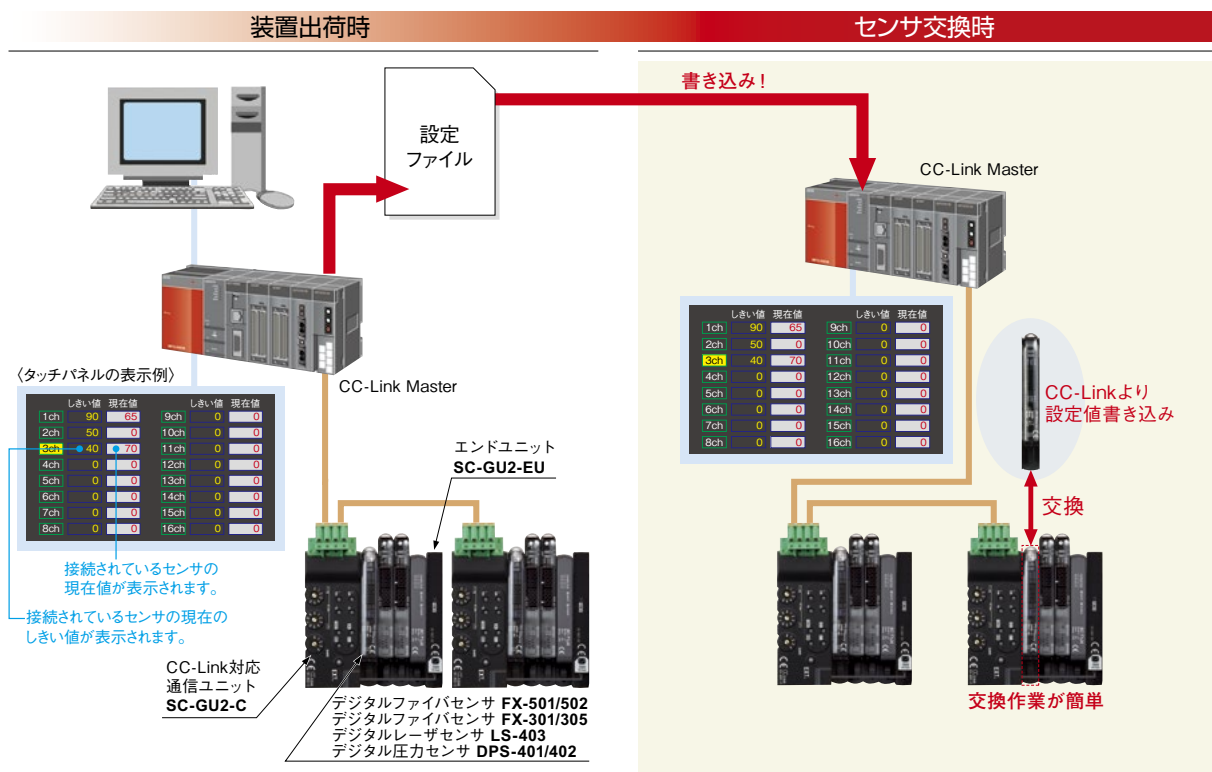 装置出荷時
センサ交換時
書き込み！
設定
ファイル
CC-Link Master
CC-Link Master
〈タッチパネルの表示例〉
しきい値 現在値 しきい値 現在値
1ch 90 65 9ch 0 0
2ch 50 0 10ch 0 0
3ch 40 70 11ch 0 0
4ch 0 0 12ch 0 0
5ch 0 0 13ch 0 0
6ch 0 0 14ch 0 0
7ch 0 0 15ch 0 0
8ch 0 0 16ch 0 0
接続されているセンサの
現在値が表示されます。
接続されているセンサの現在の
しきい値が表示されます。
エンドユニット
SC-GU2-EU
CC-Link対応
通信ユニット
SC-GU2-C
デジタルファイバセンサ FX-501/502
デジタルファイバセンサ FX-301/305
デジタルレーザセンサ LS-403
デジタル圧力センサ DPS-401/402
しきい値 現在値 しきい値 現在値
1ch 90 65 9ch 0 0
2ch 50 0 10ch 0 0
3ch 40 70 11ch 0 0
4ch 0 0 12ch 0 0
5ch 0 0 13ch 0 0
6ch 0 0 14ch 0 0
7ch 0 0 15ch 0 0
8ch 0 0 16ch 0 0
CC-Linkより
設定値書き込み
交換
交換作業が簡単